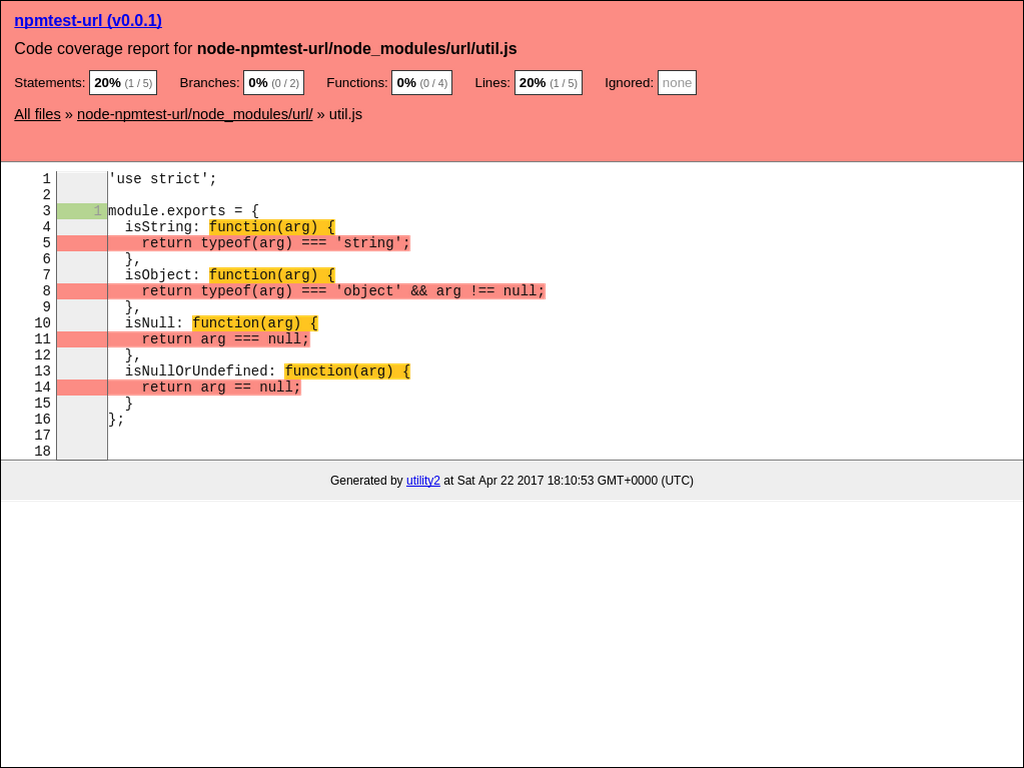 npmtest-url (v0.0.1)
Code coverage report for node-npmtest-url/node_modules/url/util.js
Statements: 20% (1 / 5) Branches: 0% (0 / 2) Functions: 0% (0 / 4) Lines: 20% (1 / 5) Ignored: none
All files » node-npmtest-url/node_modules/url/ » util.js
1 'use strict';
2
3 1 module.exports = {
4 isString: function(arg) {
5 return typeof(arg) === 'string';
6 },
7 isObject: function(arg) {
8 return typeof(arg) === 'object' && arg !== null;
9 },
10 isNull: function(arg) {
11 return arg === null;
12 },
13 isNullOrUndefined: function(arg) {
14 return arg == null;
15 }
16 };
17
18
Generated by utility2 at Sat Apr 22 2017 18:10:53 GMT+0000 (UTC)